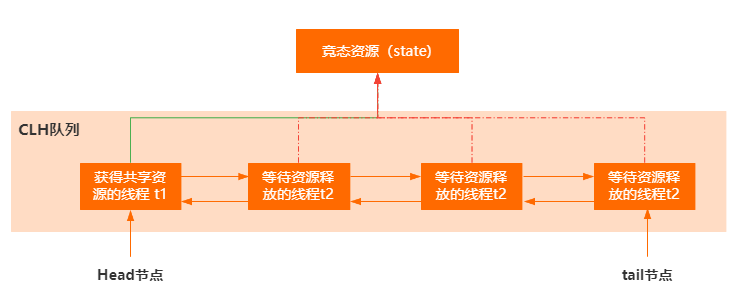 竟态资源（state）
CLH队列
获得共享资
源的线程 t1
等待资源释
放的线程t2
等待资源释
放的线程t2
等待资源释
放的线程t2
Head节点
tail节点